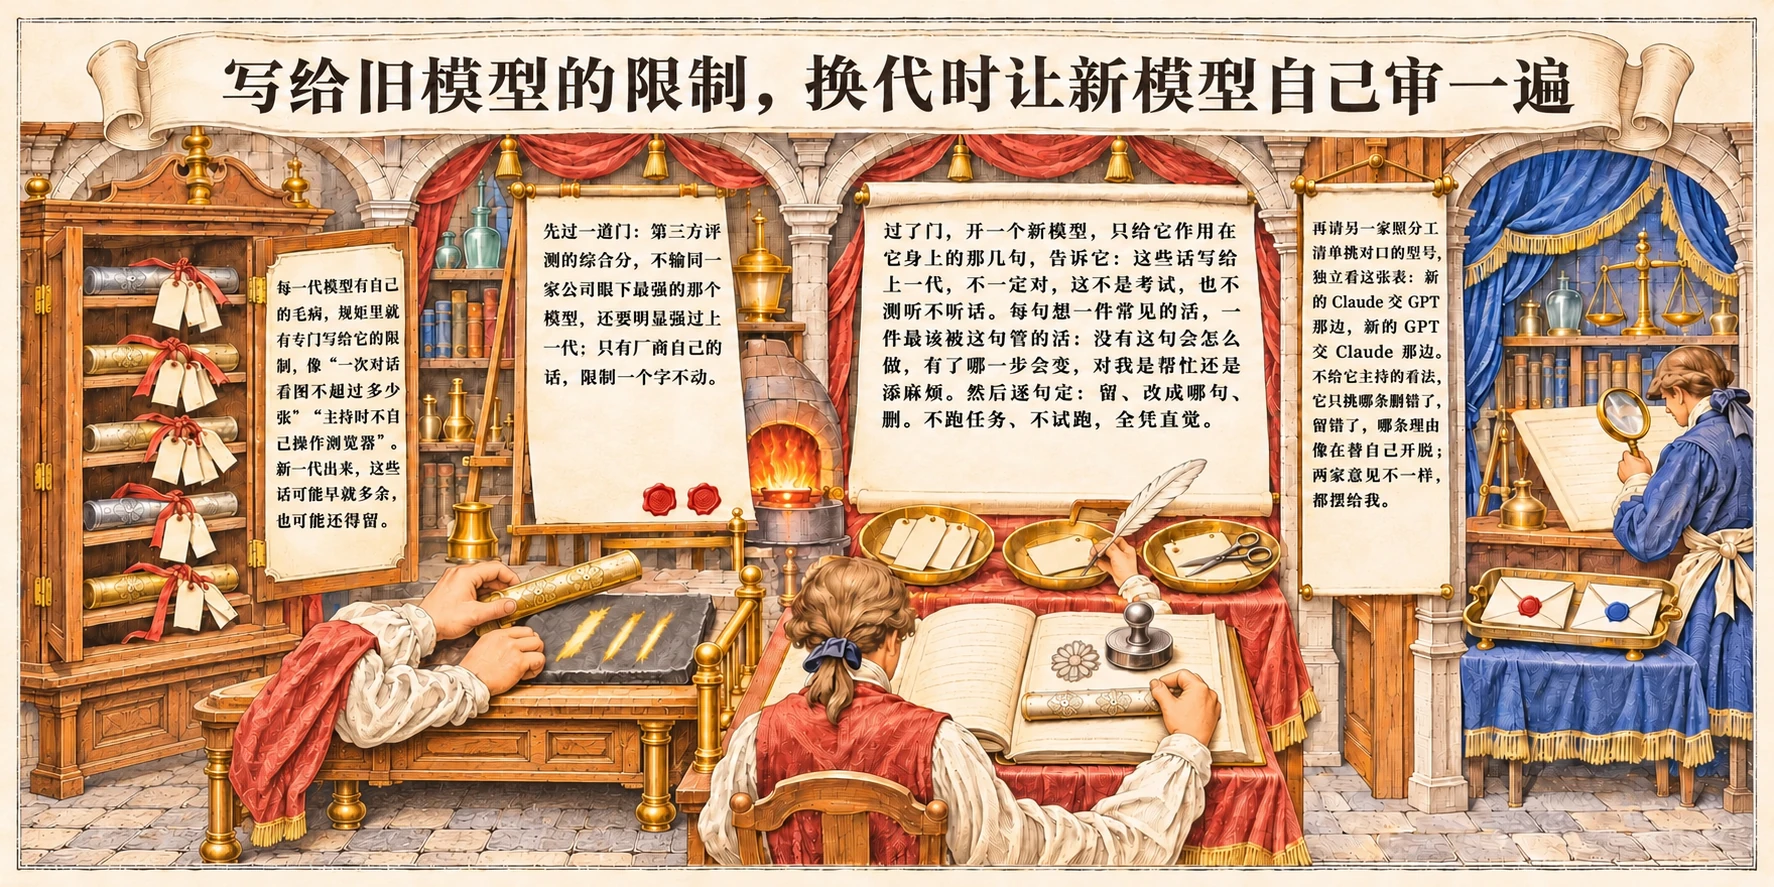 写给旧模型的限制，换代时让新模型自己审一遍
每一代模型有自己
的毛病，规矩里就
有专门写给它的限
制，像“一次对话
看图不超过多少
张”“主持时不自
己操作浏览器”。
新一代出来，这些
话可能早就多余，
也可能还得留。
先过一道门：第三方评
测的综合分，不输同一
家公司眼下最强的那个
模型，还要明显强过上
一代；只有厂商自己的
话，限制一个字不动。
过了门，开一个新模型，只给它作用在
它身上的那几句，告诉它：这些话写给
上一代，不一定对，这不是考试，也不
测听不听话。每句想一件常见的活，一
件最该被这句管的活：没有这句会怎么
做，有了哪一步会变，对我是帮忙还是
添麻烦。然后逐句定：留、改成哪句、
删。不跑任务、不试跑，全凭直觉。
再请另一家照分工
清单挑对口的型号，
独立看这张表：新
的 Claude 交 GPT
那边，新的 GPT
交 Claude 那边。
不给它主持的看法，
它只挑哪条删错了，
留错了，哪条理由
像在替自己开脱；
两家意见不一样，
都摆给我。